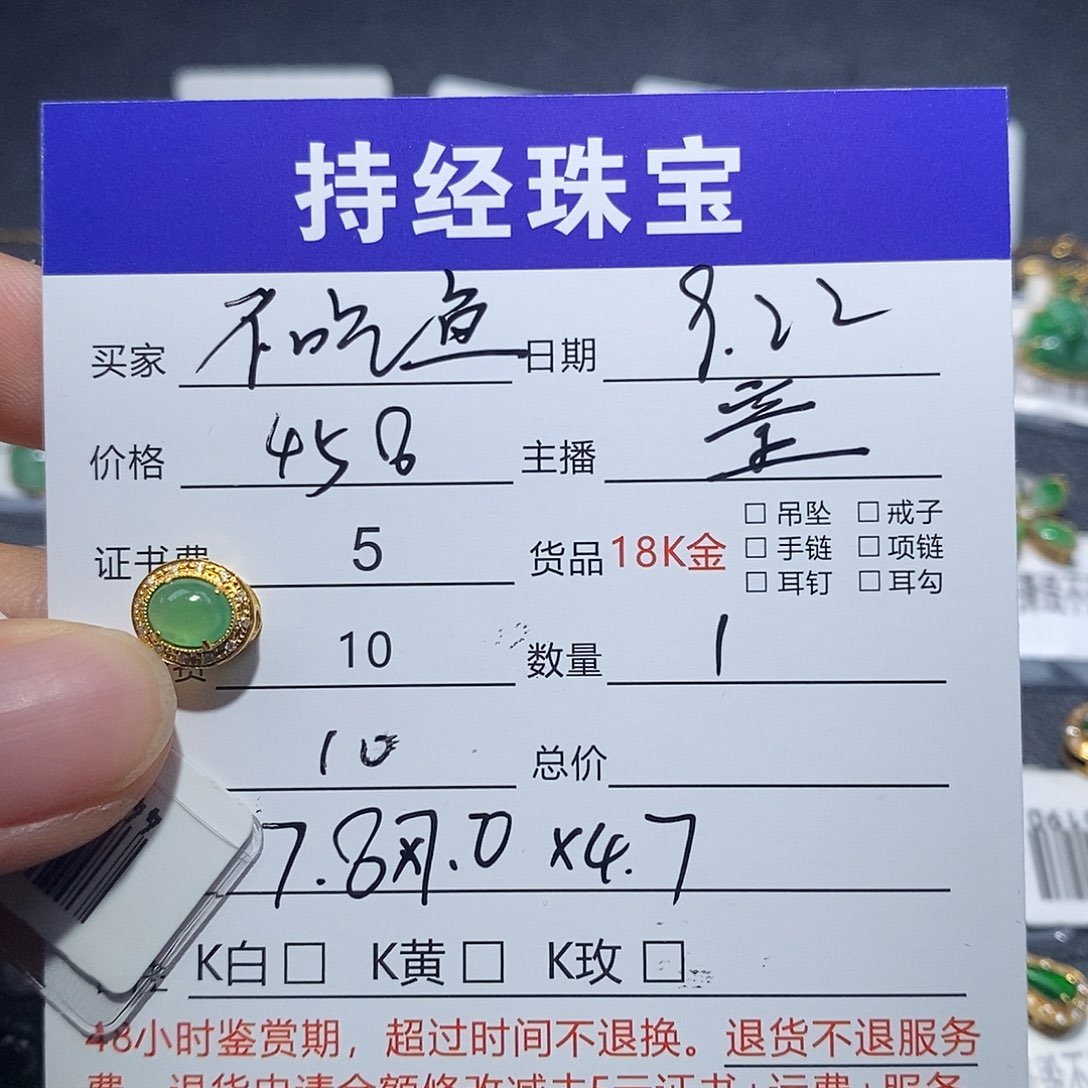 持经珠宝
买家 不吃鱼 日期 9.22
价格 458 主播
证书费 5 货品 18K金 □ 吊坠 □ 戒子
□ 手链 □ 项链
□ 耳钉 □ 耳勾
费 10 数量 1
10 总价
7.8×7.0×4.7
K白 □ K黄 □ K玫 □
48小时鉴赏期，超过时间不退换。退货不退服务